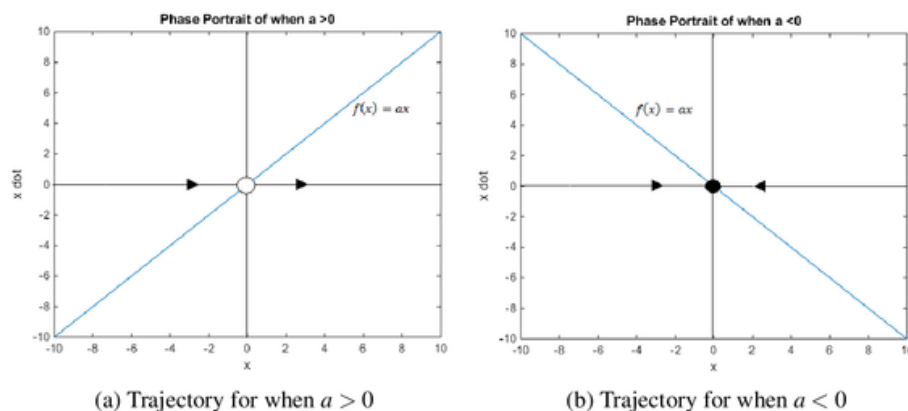 Phase Portrait of when a >0
10
8
6
4
2
0
-2
-4
-6
-8
-10
x dot
f(x) = ax
-10 -8 -6 -4 -2 0 2 4 6 8 10
x
(a) Trajectory for when a > 0
Phase Portrait of when a <0
10
8
6
4
2
0
-2
-4
-6
-8
-10
x dot
f(x) = ax
-10 -8 -6 -4 -2 0 2 4 6 8 10
x
(b) Trajectory for when a < 0